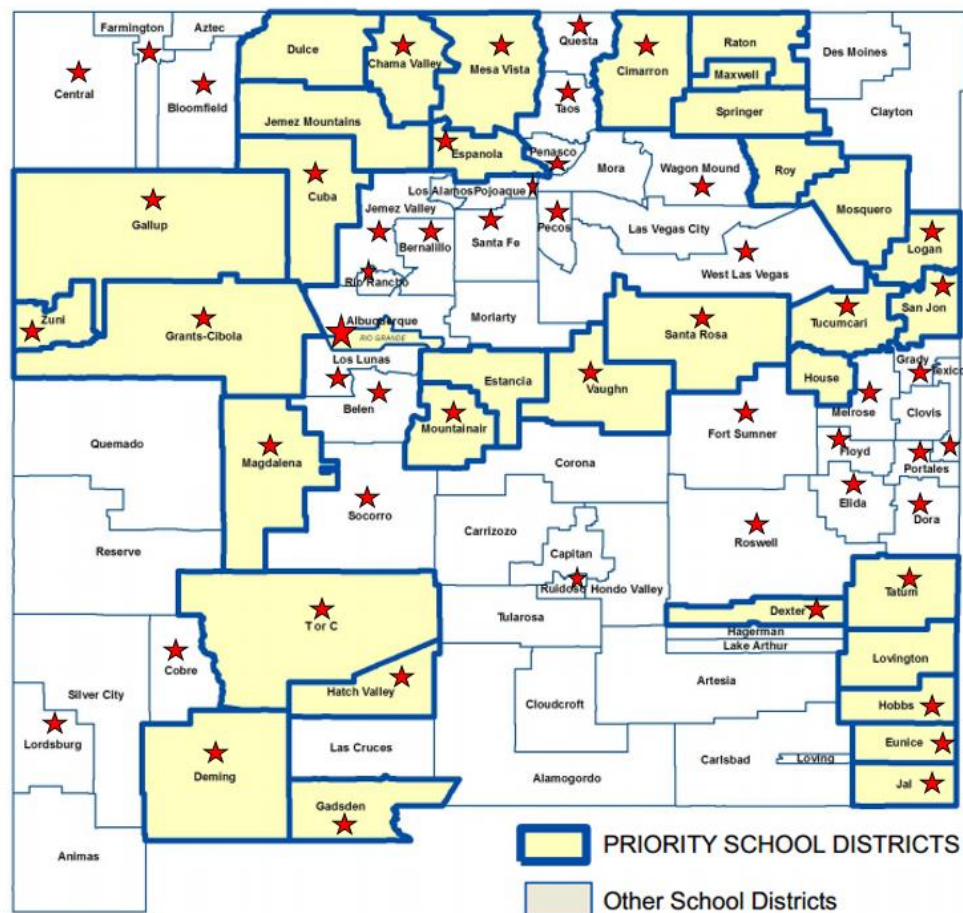 Farmington
Aztec
Questa
Dulce
Chama Valley
Mesa Vista
Cimarron
Raton
Des Moines
Central
Bloomfield
Maxwell
Taos
Springer
Clayton
Jemez Mountains
Espanola
Penasco
Mora
Wagon Mound
Roy
Cuba
Los Alamos
Pojoaque
Gallup
Jemez Valley
Mosquero
Bernalillo
Santa Fe
Pecos
Las Vegas City
Logan
West Las Vegas
Rio Rancho
Zuni
Grants-Cibola
Albuquerque
RIO GRANDE
Moriarty
Santa Rosa
Tucumcari
San Jon
Los Lunas
Estancia
Vaughn
House
Grady
Belen
Melrose
Clovis
Mountainair
Fort Sumner
Quemado
Magdalena
Floyd
Portales
Corona
Socorro
Elida
Dora
Carrizozo
Roswell
Reserve
Capitan
Ruidoso
Hondo Valley
Tatum
T or C
Tularosa
Dexter
Hagerman
Lake Arthur
Cobre
Lovington
Silver City
Hatch Valley
Artesia
Cloudcroft
Hobbs
Lordsburg
Las Cruces
Eunice
Carlsbad
Loving
Deming
Alamogordo
Jal
Gadsden
Animas
PRIORITY SCHOOL DISTRICTS
Other School Districts